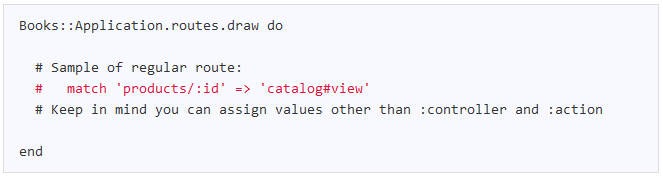 Books::Application.routes.draw do
# Sample of regular route:
#   match 'products/:id' => 'catalog#view'
# Keep in mind you can assign values other than :controller and :action
end